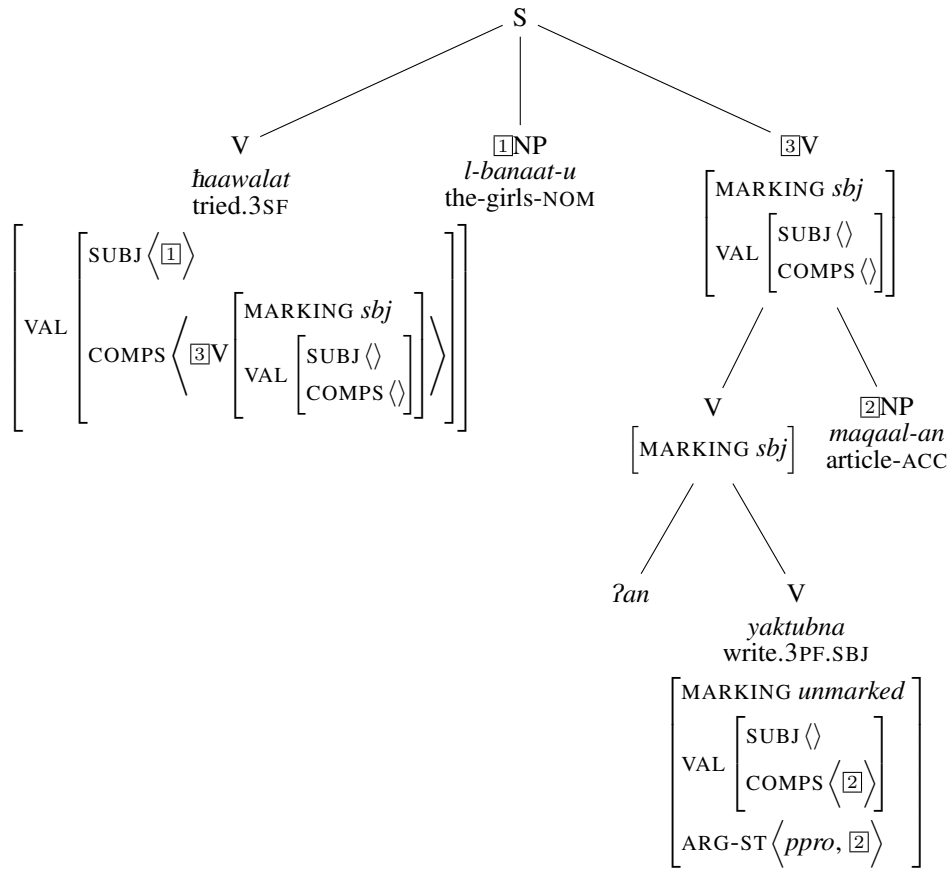 S
V 1NP 3V
ħaawalat l-banaat-u
tried.3SF the-girls-NOM
MARKING sbj
VAL SUBJ ⟨⟩
COMPS ⟨⟩
VAL SUBJ ⟨1⟩
COMPS ⟨3V MARKING sbj
VAL SUBJ ⟨⟩
COMPS ⟨⟩⟩
V 2NP
maqaal-an
article-ACC
[MARKING sbj]
ʔan V
yaktubna
write.3PF.SBJ
MARKING unmarked
VAL SUBJ ⟨⟩
COMPS ⟨2⟩
ARG-ST ⟨ppro, 2⟩